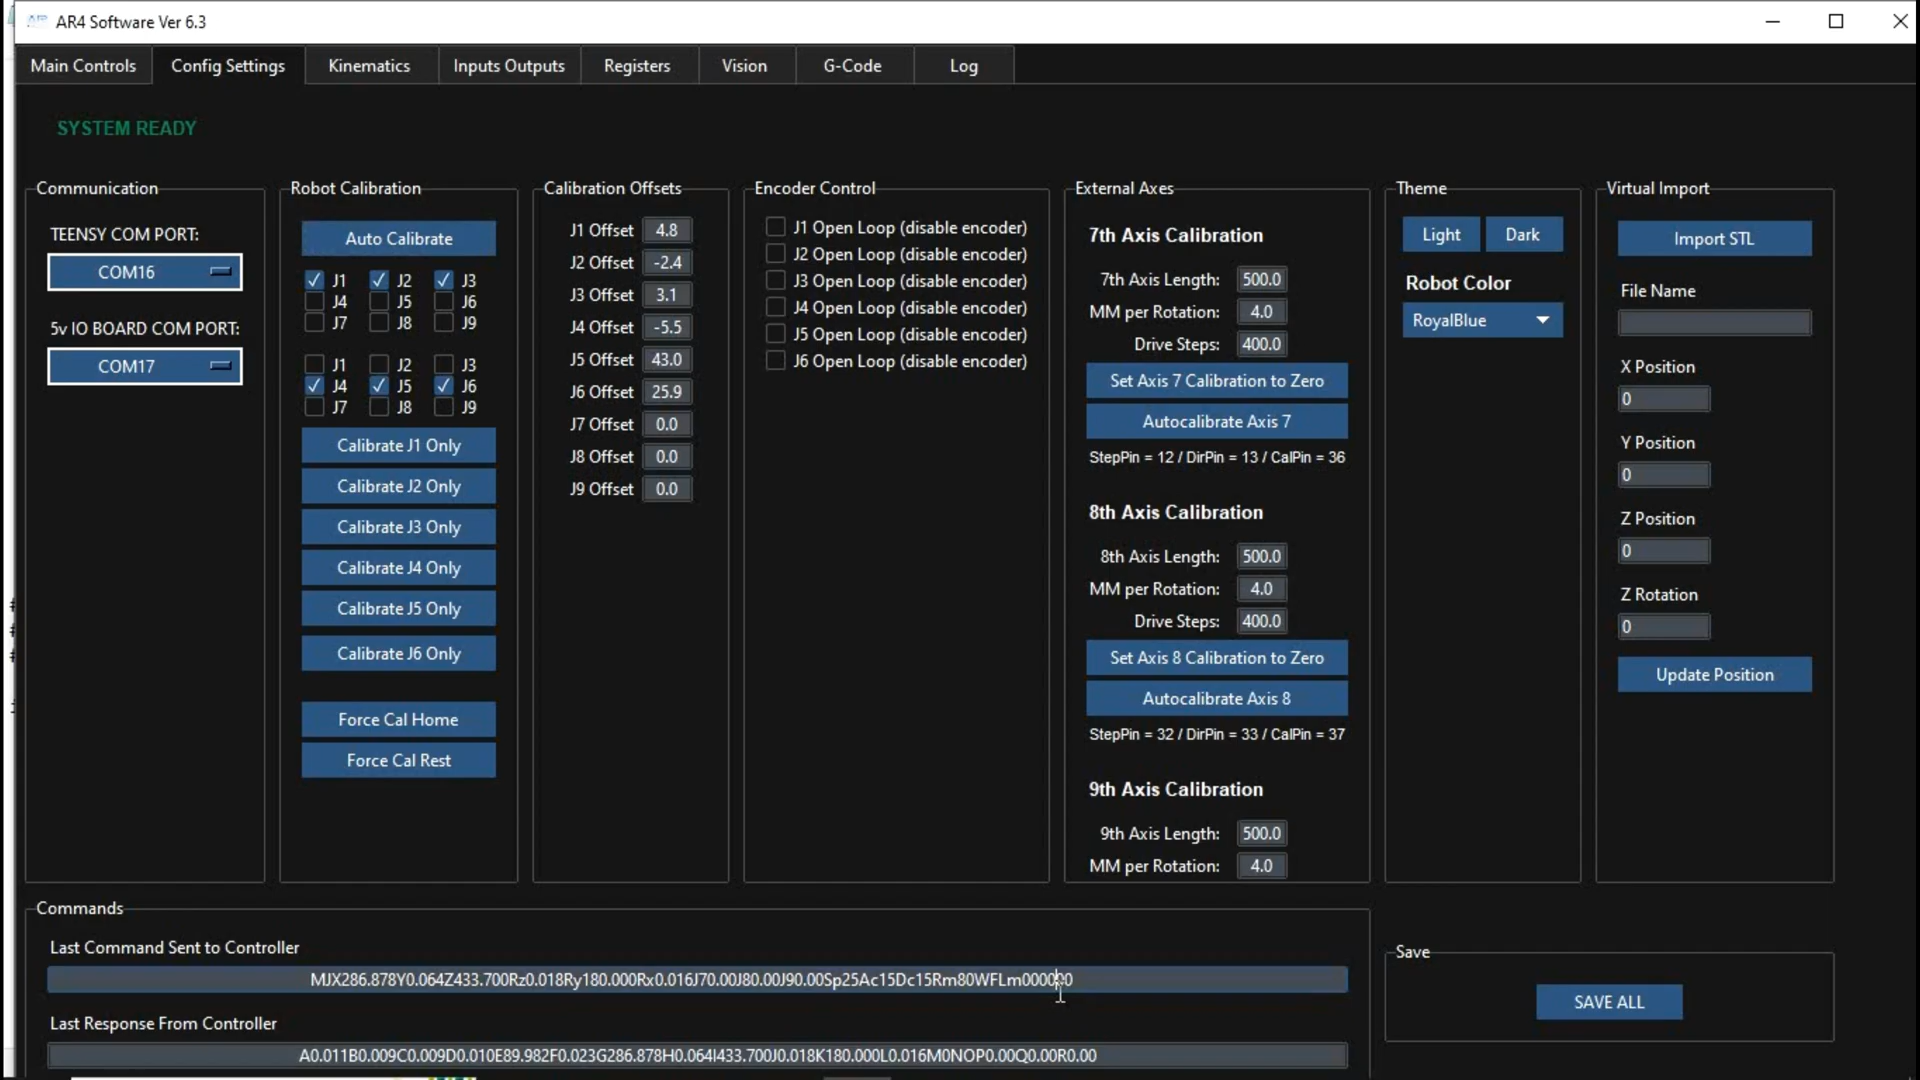 AR4 Software Ver 6.3
Main Controls
Config Settings
Kinematics
Inputs Outputs
Registers
Vision
G-Code
Log
SYSTEM READY
Communication
TEENSY COM PORT:
COM16
5v IO BOARD COM PORT:
COM17
Robot Calibration
Auto Calibrate
J1 J2 J3
J4 J5 J6
J7 J8 J9
J1 J2 J3
J4 J5 J6
J7 J8 J9
Calibrate J1 Only
Calibrate J2 Only
Calibrate J3 Only
Calibrate J4 Only
Calibrate J5 Only
Calibrate J6 Only
Force Cal Home
Force Cal Rest
Calibration Offsets
J1 Offset 4.8
J2 Offset -2.4
J3 Offset 3.1
J4 Offset -5.5
J5 Offset 43.0
J6 Offset 25.9
J7 Offset 0.0
J8 Offset 0.0
J9 Offset 0.0
Encoder Control
J1 Open Loop (disable encoder)
J2 Open Loop (disable encoder)
J3 Open Loop (disable encoder)
J4 Open Loop (disable encoder)
J5 Open Loop (disable encoder)
J6 Open Loop (disable encoder)
External Axes
7th Axis Calibration
7th Axis Length: 500.0
MM per Rotation: 4.0
Drive Steps: 400.0
Set Axis 7 Calibration to Zero
Autocalibrate Axis 7
StepPin = 12 / DirPin = 13 / CalPin = 36
8th Axis Calibration
8th Axis Length: 500.0
MM per Rotation: 4.0
Drive Steps: 400.0
Set Axis 8 Calibration to Zero
Autocalibrate Axis 8
StepPin = 32 / DirPin = 33 / CalPin = 37
9th Axis Calibration
9th Axis Length: 500.0
MM per Rotation: 4.0
Theme
Light
Dark
Robot Color
RoyalBlue
Virtual Import
Import STL
File Name
X Position
0
Y Position
0
Z Position
0
Z Rotation
0
Update Position
Commands
Last Command Sent to Controller
MJX286.878Y0.064Z433.700Rz0.018Ry180.000Rx0.016J70.00J80.00J90.00Sp25Ac15Dc15Rm80WFLm000000
Last Response From Controller
A0.011B0.009C0.009D0.010E89.982F0.023G286.878H0.064I433.700J0.018K180.000L0.016M0NOP0.00Q0.00R0.00
Save
SAVE ALL